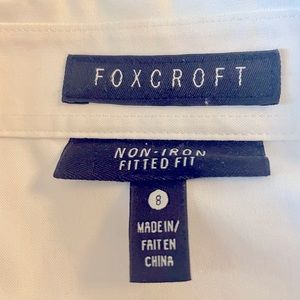 FOXCROFT
NON-IRON
FITTED FIT
8
MADE IN/
FAIT EN
CHINA